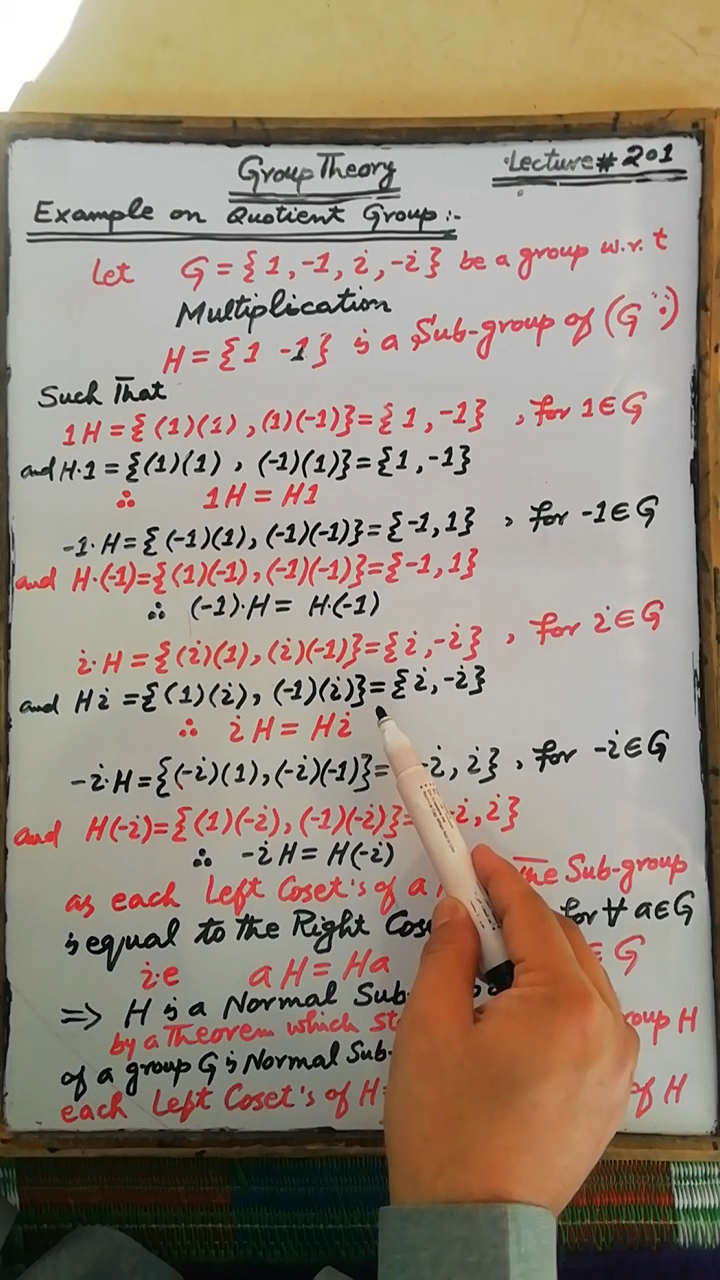 Group Theory
Lecture# 201
Example on Quotient Group:-
Let G = {1, -1, i, -i} be a group w.r.t
Multiplication
H = {1 -1} is a Sub-group of (G :)
Such That
1H = {(1)(1), (1)(-1)} = {1, -1}, for 1∈G
and H·1 = {(1)(1), (-1)(1)} = {1, -1}
∴ 1H = H1
-1·H = {(-1)(1), (-1)(-1)} = {-1, 1}, for -1∈G
and H·(-1) = {(1)(-1), (-1)(-1)} = {-1, 1}
∴ (-1)·H = H·(-1)
i·H = {(i)(1), (i)(-1)} = {i, -i}, for i∈G
and Hi = {(1)(i), (-1)(i)} = {i, -i}
∴ iH = Hi
-i·H = {(-i)(1), (-i)(-1)} = -i, i}, for -i∈G
and H(-i) = {(1)(-i), (-1)(-i)} = -i, i}
∴ -iH = H(-i)
as each Left Coset's of a The Sub-group
is equal to the Right for ∀ a∈G
i.e aH = Ha ∈ G
⇒ H is a Normal Sub-
by a Theorem which H
of a group G is Normal Sub-
each Left Coset's of H of H